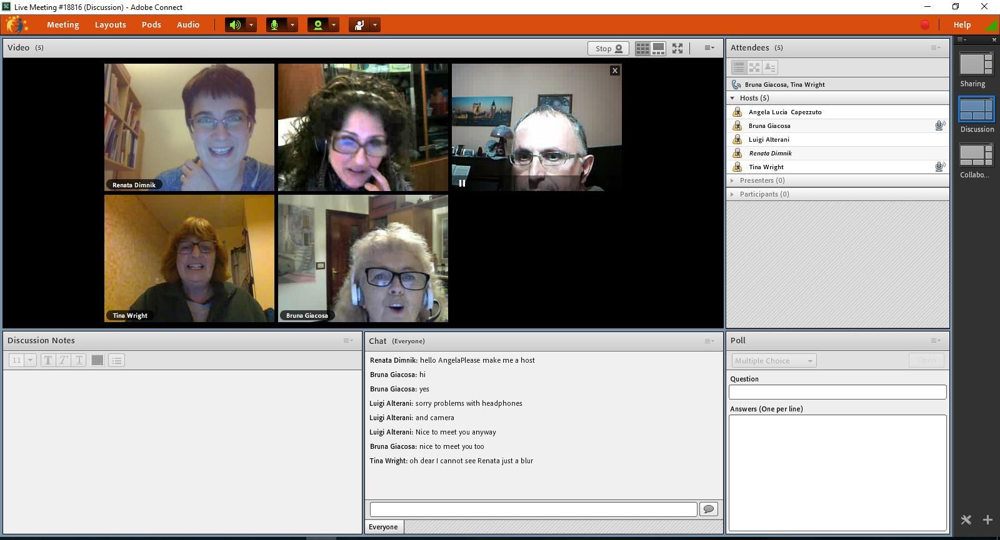 Live Meeting #18816 (Discussion) - Adobe Connect
Meeting Layouts Pods Audio Help
Video (5)
Stop
Renata Dimnik
X
Tina Wright
Bruna Giacosa
Attendees (5)
Bruna Giacosa, Tina Wright
Hosts (5)
Angela Lucia Capezzuto
Bruna Giacosa
Luigi Alterani
Renata Dimnik
Tina Wright
Presenters (0)
Participants (0)
Sharing
Discussion
Collabo...
Discussion Notes
11 T T T
Chat (Everyone)
Renata Dimnik: hello AngelaPlease make me a host
Bruna Giacosa: hi
Bruna Giacosa: yes
Luigi Alterani: sorry problems with headphones
Luigi Alterani: and camera
Luigi Alterani: Nice to meet you anyway
Bruna Giacosa: nice to meet you too
Tina Wright: oh dear I cannot see Renata just a blur
Everyone
Poll
Multiple Choice Open
Question
Answers (One per line)